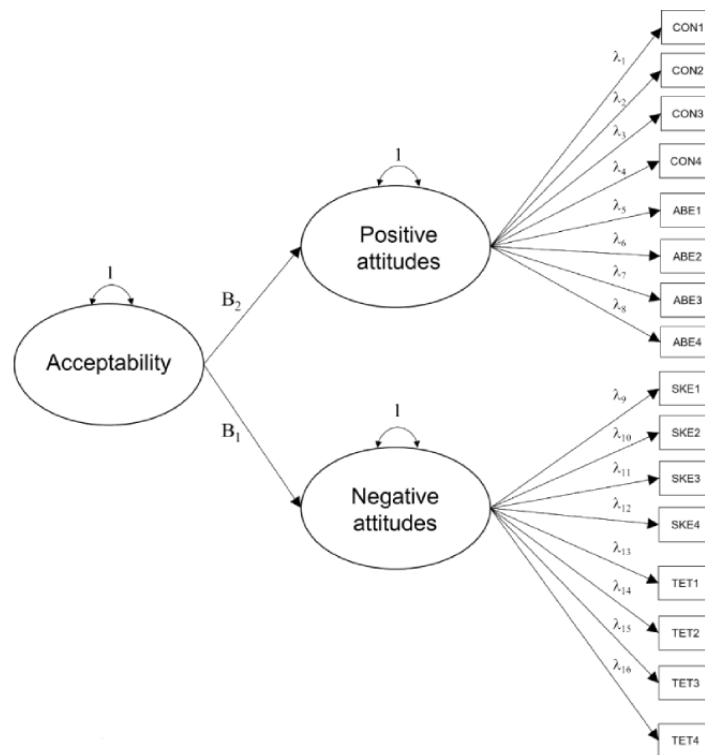 CON1
λ₁
CON2
λ₂
CON3
λ₃
CON4
λ₄
1
λ₅
ABE1
Positive
attitudes
λ₆
ABE2
1
λ₇
ABE3
B₂
λ₈
ABE4
Acceptability
SKE1
λ₉
1
B₁
λ₁₀
SKE2
λ₁₁
SKE3
Negative
attitudes
λ₁₂
SKE4
λ₁₃
TET1
λ₁₄
TET2
λ₁₅
λ₁₆
TET3
TET4